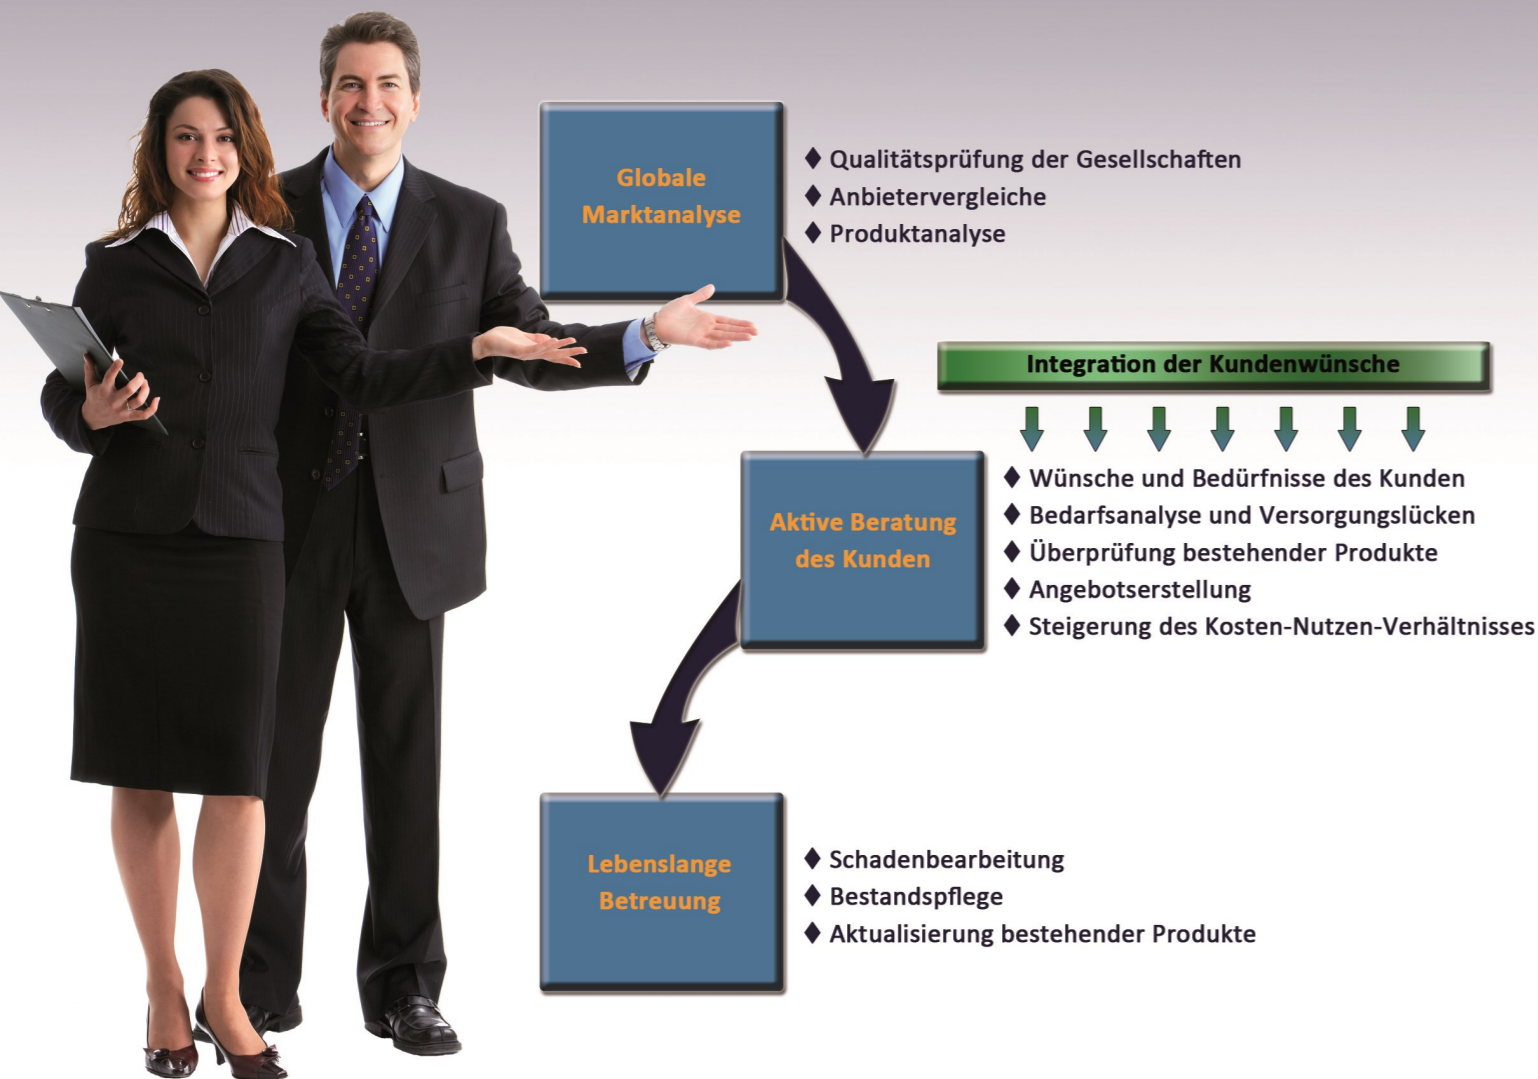 Globale
Marktanalyse
♦ Qualitätsprüfung der Gesellschaften
♦ Anbietervergleiche
♦ Produktanalyse
Integration der Kundenwünsche
Aktive Beratung
des Kunden
♦ Wünsche und Bedürfnisse des Kunden
♦ Bedarfsanalyse und Versorgungslücken
♦ Überprüfung bestehender Produkte
♦ Angebotserstellung
♦ Steigerung des Kosten-Nutzen-Verhältnisses
Lebenslange
Betreuung
♦ Schadenbearbeitung
♦ Bestandspflege
♦ Aktualisierung bestehender Produkte